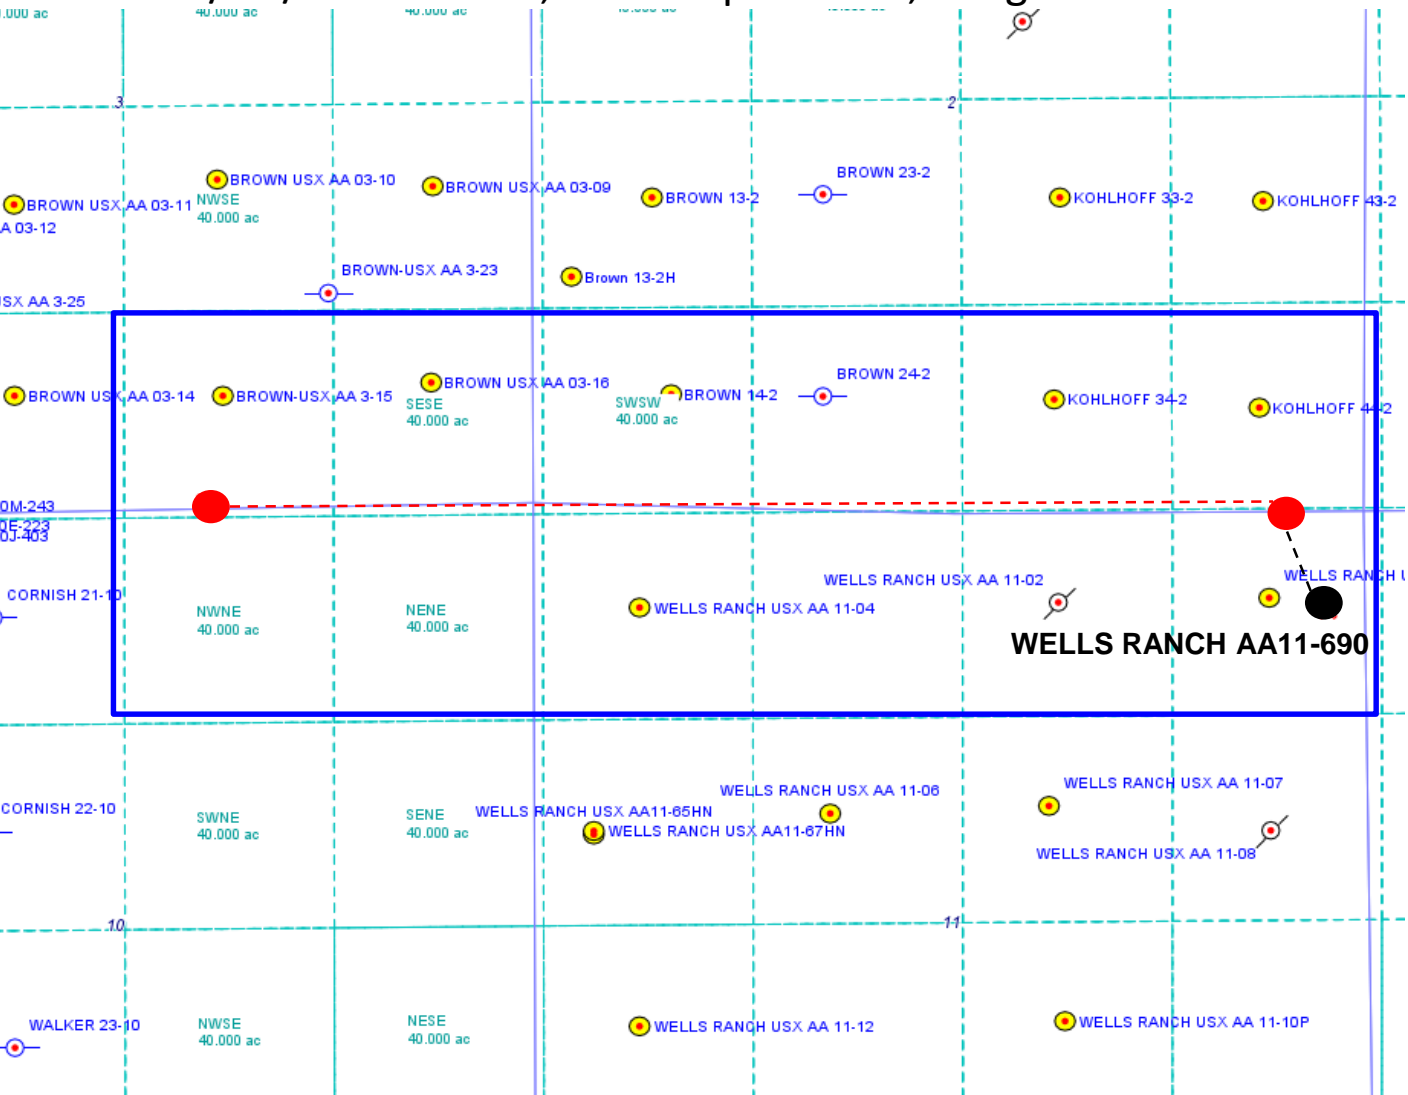 40.000 ac
3
2
BROWN 23-2
BROWN USX AA 03-10
BROWN USX AA 03-09
BROWN 13-2
KOHLHOFF 33-2
KOHLHOFF 43-2
BROWN USX AA 03-11
NWSE
40.000 ac
A 03-12
BROWN-USX AA 3-23
Brown 13-2H
USX AA 3-25
BROWN 24-2
BROWN USX AA 03-16
BROWN USX AA 03-14
BROWN-USX AA 3-15
BROWN 14-2
KOHLHOFF 34-2
KOHLHOFF 44-2
SESE
40.000 ac
SWSW
40.000 ac
0M-243
0E-223
0J-403
WELLS RANCH USX AA 11-02
WELLS RANCH U
CORNISH 21-10
NWNE
40.000 ac
NENE
40.000 ac
WELLS RANCH USX AA 11-04
WELLS RANCH AA11-690
WELLS RANCH USX AA 11-07
WELLS RANCH USX AA 11-06
CORNISH 22-10
SWNE
40.000 ac
SENE
40.000 ac
WELLS RANCH USX AA11-65HN
WELLS RANCH USX AA11-67HN
WELLS RANCH USX AA 11-08
10
11
WALKER 23-10
NWSE
40.000 ac
NESE
40.000 ac
WELLS RANCH USX AA 11-12
WELLS RANCH USX AA 11-10P